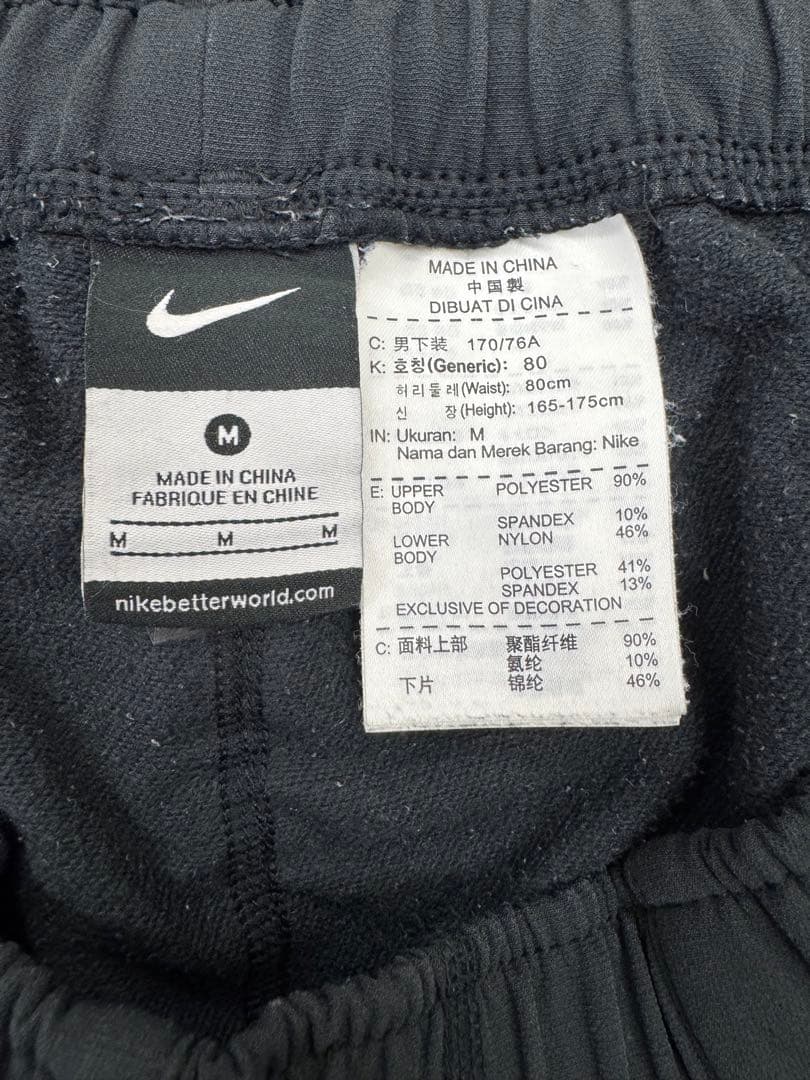 M
MADE IN CHINA
FABRIQUE EN CHINE
M M M
nikebetterworld.com
MADE IN CHINA
中国製
DIBUAT DI CINA
C: 男下装 170/76A
K: 호칭(Generic): 80
허리둘레(Waist): 80cm
신 장(Height): 165-175cm
IN: Ukuran: M
Nama dan Merek Barang: Nike
E: UPPER BODY POLYESTER 90%
SPANDEX 10%
LOWER BODY NYLON 46%
POLYESTER 41%
SPANDEX 13%
EXCLUSIVE OF DECORATION
C: 面料上部 聚酯纤维 90%
氨纶 10%
下片 锦纶 46%